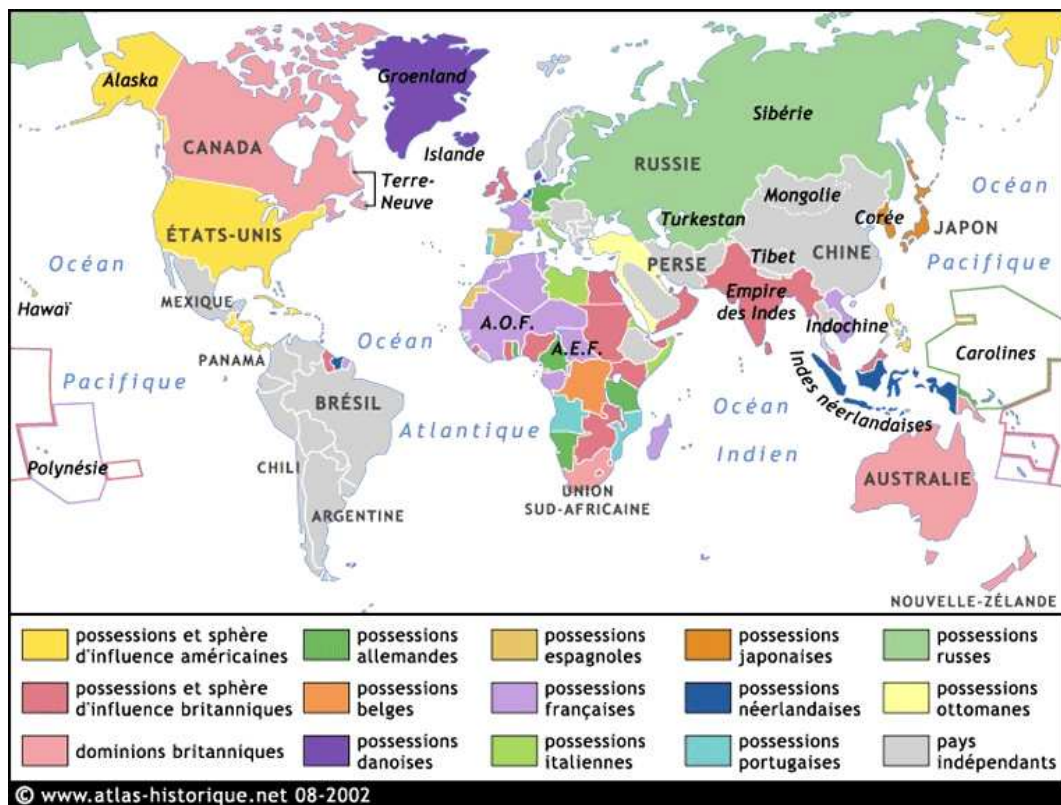 Alaska
Groenland
Sibérie
CANADA
Islande
RUSSIE
Terre-
Neuve
Mongolie
Océan
Turkestan
Corée
ÉTATS-UNIS
JAPON
CHINE
Tibet
PERSE
Océan
Pacifique
Empire
des Indes
MEXIQUE
Hawaï
A.O.F.
Indochine
Océan
A.E.F.
Carolines
PANAMA
Pacifique
Indes néerlandaises
BRÉSIL
Océan
Atlantique
Indien
Polynésie
CHILI
AUSTRALIE
UNION
SUD-AFRICAINE
ARGENTINE
NOUVELLE-ZÉLANDE
possessions et sphère
d'influence américaines
possessions
allemandes
possessions
espagnoles
possessions
japonaises
possessions
russes
possessions et sphère
d'influence britanniques
possessions
belges
possessions
françaises
possessions
néerlandaises
possessions
ottomanes
dominions britanniques
possessions
danoises
possessions
italiennes
possessions
portugaises
pays
indépendants
© www.atlas-historique.net 08-2002